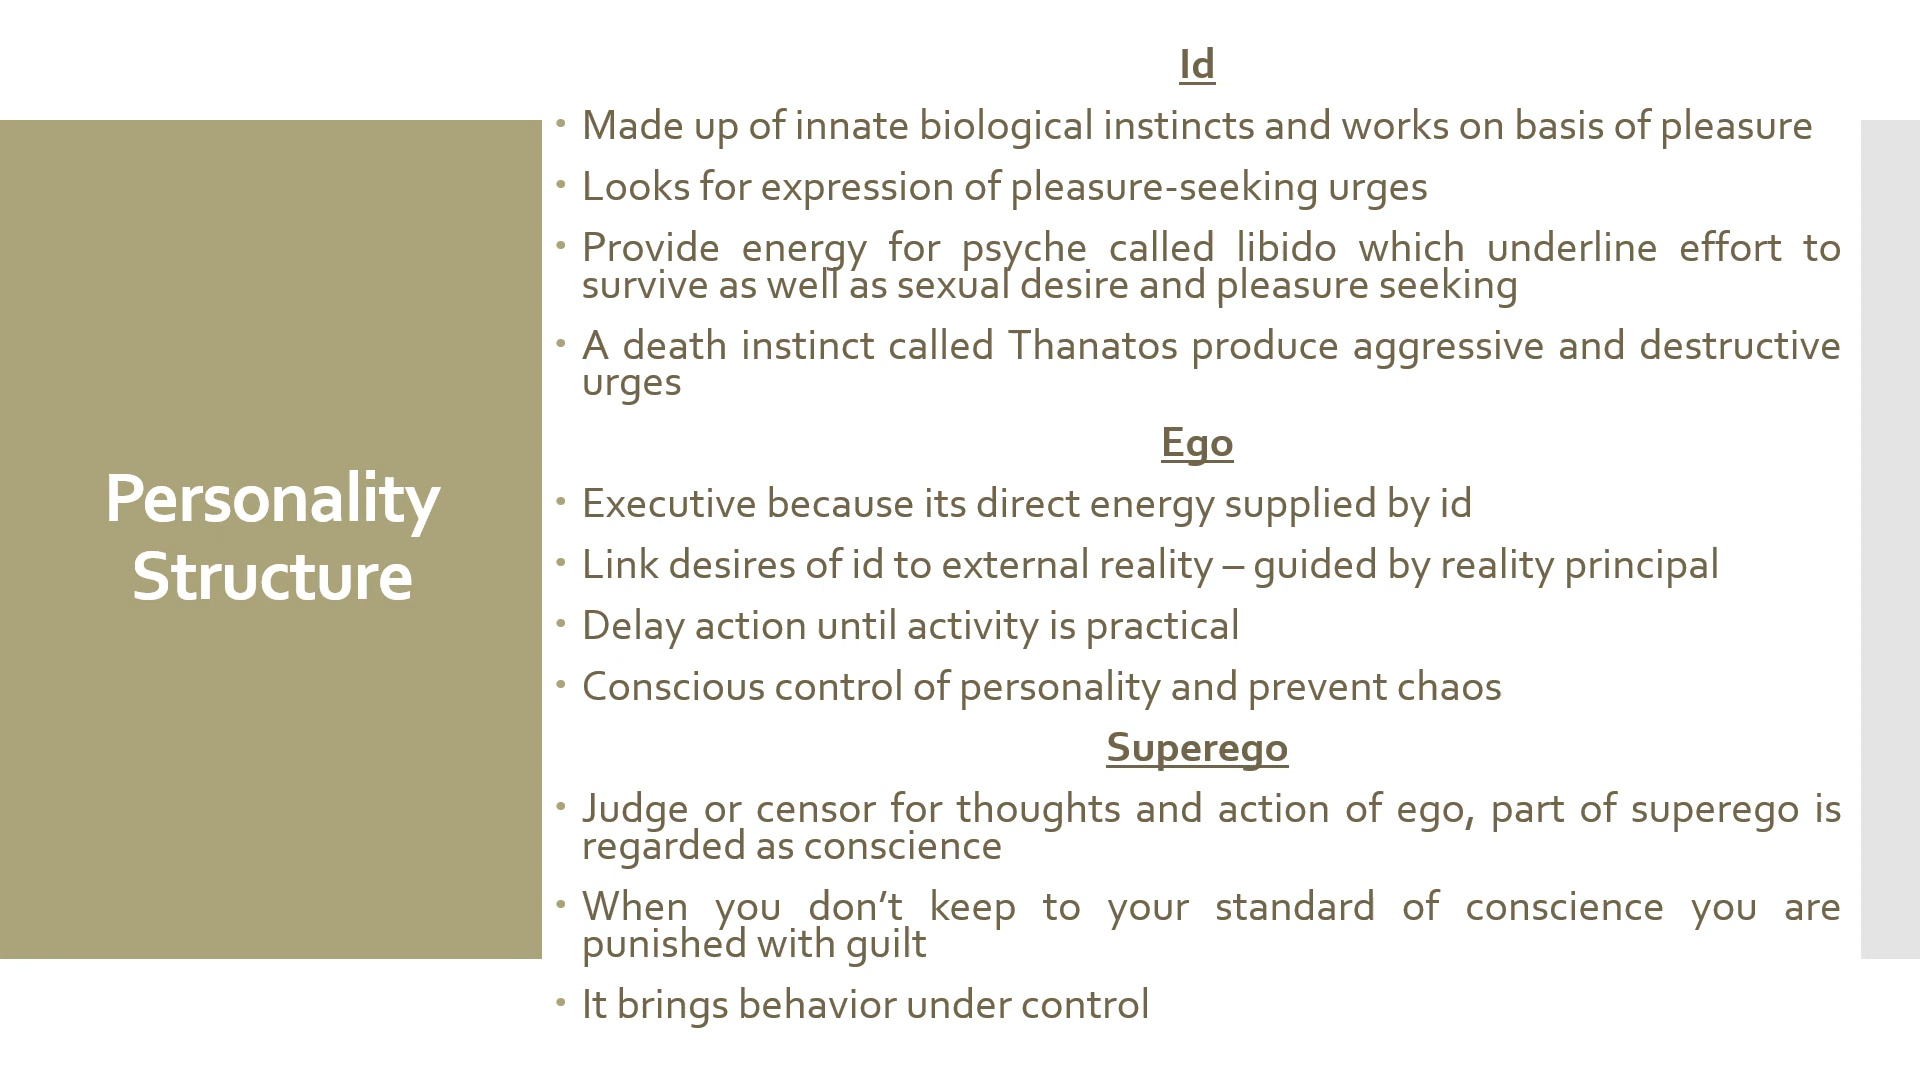 Personality
Structure
Id
• Made up of innate biological instincts and works on basis of pleasure
• Looks for expression of pleasure-seeking urges
• Provide energy for psyche called libido which underline effort to
survive as well as sexual desire and pleasure seeking
• A death instinct called Thanatos produce aggressive and destructive
urges
Ego
• Executive because its direct energy supplied by id
• Link desires of id to external reality – guided by reality principal
• Delay action until activity is practical
• Conscious control of personality and prevent chaos
Superego
• Judge or censor for thoughts and action of ego, part of superego is
regarded as conscience
• When you don’t keep to your standard of conscience you are
punished with guilt
• It brings behavior under control